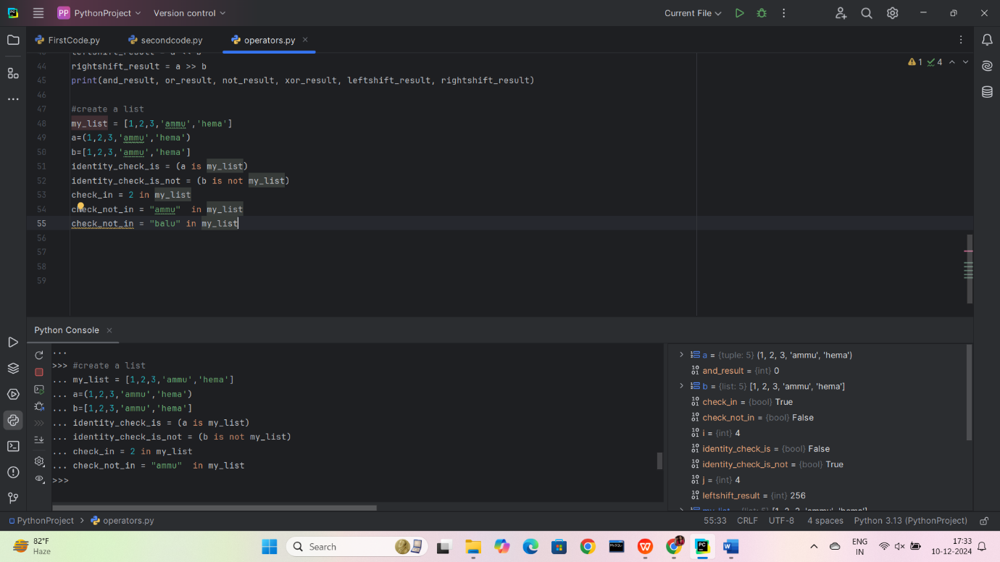 PC
PP PythonProject
Version control
Current File
FirstCode.py
secondcode.py
operators.py
44 rightshift_result = a >> b
45 print(and_result, or_result, not_result, xor_result, leftshift_result, rightshift_result)
46
47 #create a list
48 my_list = [1,2,3,'ammu','hema']
49 a=(1,2,3,'ammu','hema')
50 b=[1,2,3,'ammu','hema']
51 identity_check_is = (a is my_list)
52 identity_check_is_not = (b is not my_list)
53 check_in = 2 in my_list
54 check_not_in = "ammu"  in my_list
55 check_not_in = "balu" in my_list
56
57
58
59
1 4
Python Console
...
>>> #create a list
... my_list = [1,2,3,'ammu','hema']
... a=(1,2,3,'ammu','hema')
... b=[1,2,3,'ammu','hema']
... identity_check_is = (a is my_list)
... identity_check_is_not = (b is not my_list)
... check_in = 2 in my_list
... check_not_in = "ammu"  in my_list
>>>
a = {tuple: 5} (1, 2, 3, 'ammu', 'hema')
and_result = {int} 0
b = {list: 5} [1, 2, 3, 'ammu', 'hema']
check_in = {bool} True
check_not_in = {bool} False
i = {int} 4
identity_check_is = {bool} False
identity_check_is_not = {bool} True
j = {int} 4
leftshift_result = {int} 256
PythonProject > operators.py
55:33 CRLF UTF-8 4 spaces Python 3.13 (PythonProject)
82°F
Haze
Search
ENG
IN
17:33
10-12-2024